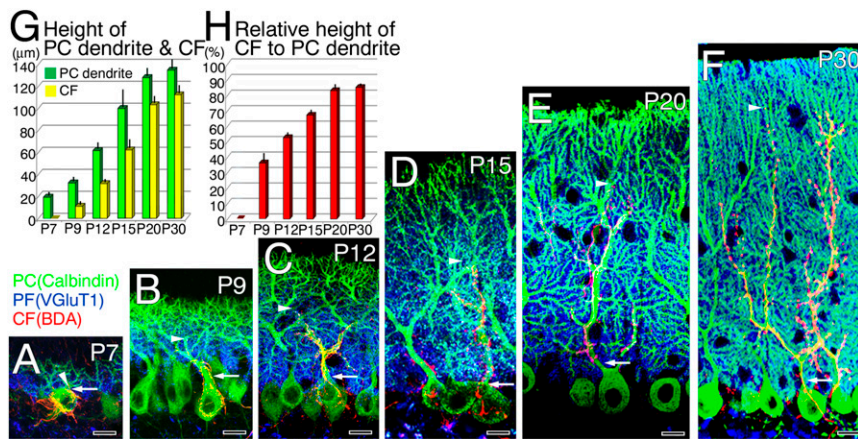 G Height of
(μm) PC dendrite & CF
140
120
100
80
60
40
20
0
PC dendrite
CF
P7 P9 P12 P15 P20 P30
H Relative height of
(%) CF to PC dendrite
100
90
80
70
60
50
40
30
20
10
0
P7 P9 P12 P15 P20 P30
PC(Calbindin)
PF(VGluT1)
CF(BDA)
A P7
B P9
C P12
D P15
E P20
F P30